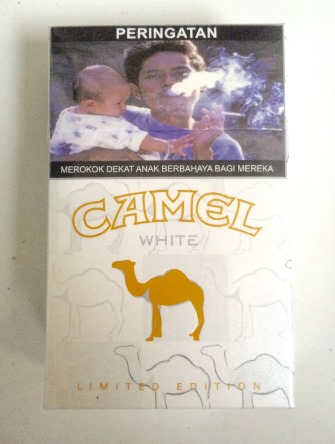 PERINGATAN
MEROKOK DEKAT ANAK BERBAHAYA BAGI MEREKA
CAMEL
WHITE
LIMITED EDITION